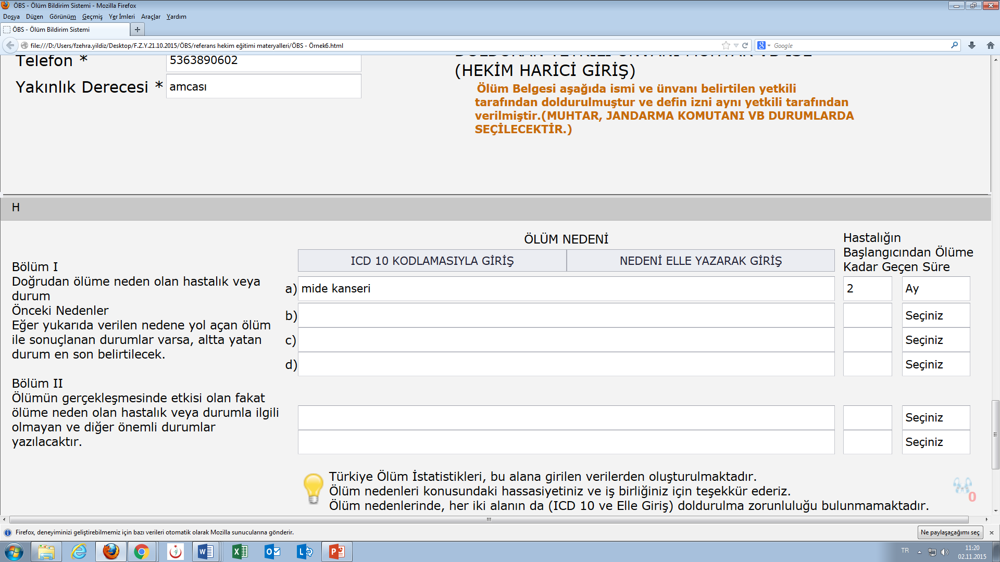 ÖBS - Ölüm Bildirim Sistemi - Mozilla Firefox
Dosya Düzen Görünüm Geçmiş Yer İmleri Araçlar Yardım
ÖBS - Ölüm Bildirim Sistemi
file:///D:/Users/fzehra.yildiz/Desktop/F.Z.Y.21.10.2015/ÖBS/referans hekim eğitimi materyalleri/ÖBS - Örnek6.html
Google
Telefon * 5363890602
Yakınlık Derecesi * amcası
DOLDURAN YETKİLİ ÜNVANI MUHTAR VB İSE
(HEKİM HARİCİ GİRİŞ)
Ölüm Belgesi aşağıda ismi ve ünvanı belirtilen yetkili
tarafından doldurulmuştur ve defin izni aynı yetkili tarafından
verilmiştir.(MUHTAR, JANDARMA KOMUTANI VB DURUMLARDA
SEÇİLECEKTİR.)
H
ÖLÜM NEDENİ
Hastalığın
Başlangıcından Ölüme
Kadar Geçen Süre
ICD 10 KODLAMASIYLA GİRİŞ NEDENİ ELLE YAZARAK GİRİŞ
Bölüm I
Doğrudan ölüme neden olan hastalık veya
durum
Önceki Nedenler
Eğer yukarıda verilen nedene yol açan ölüm
ile sonuçlanan durumlar varsa, altta yatan
durum en son belirtilecek.
a) mide kanseri 2 Ay
b) Seçiniz
c) Seçiniz
d) Seçiniz
Bölüm II
Ölümün gerçekleşmesinde etkisi olan fakat
ölüme neden olan hastalık veya durumla ilgili
olmayan ve diğer önemli durumlar
yazılacaktır.
Seçiniz
Seçiniz
Türkiye Ölüm İstatistikleri, bu alana girilen verilerden oluşturulmaktadır.
Ölüm nedenleri konusundaki hassasiyetiniz ve iş birliğiniz için teşekkür ederiz.
Ölüm nedenlerinde, her iki alanın da (ICD 10 ve Elle Giriş) doldurulma zorunluluğu bulunmamaktadır.
0
Firefox, deneyiminizi geliştirebilmemiz için bazı verileri otomatik olarak Mozilla sunucularına gönderir.
Ne paylaşacağımı seç
TR
11:20
02.11.2015